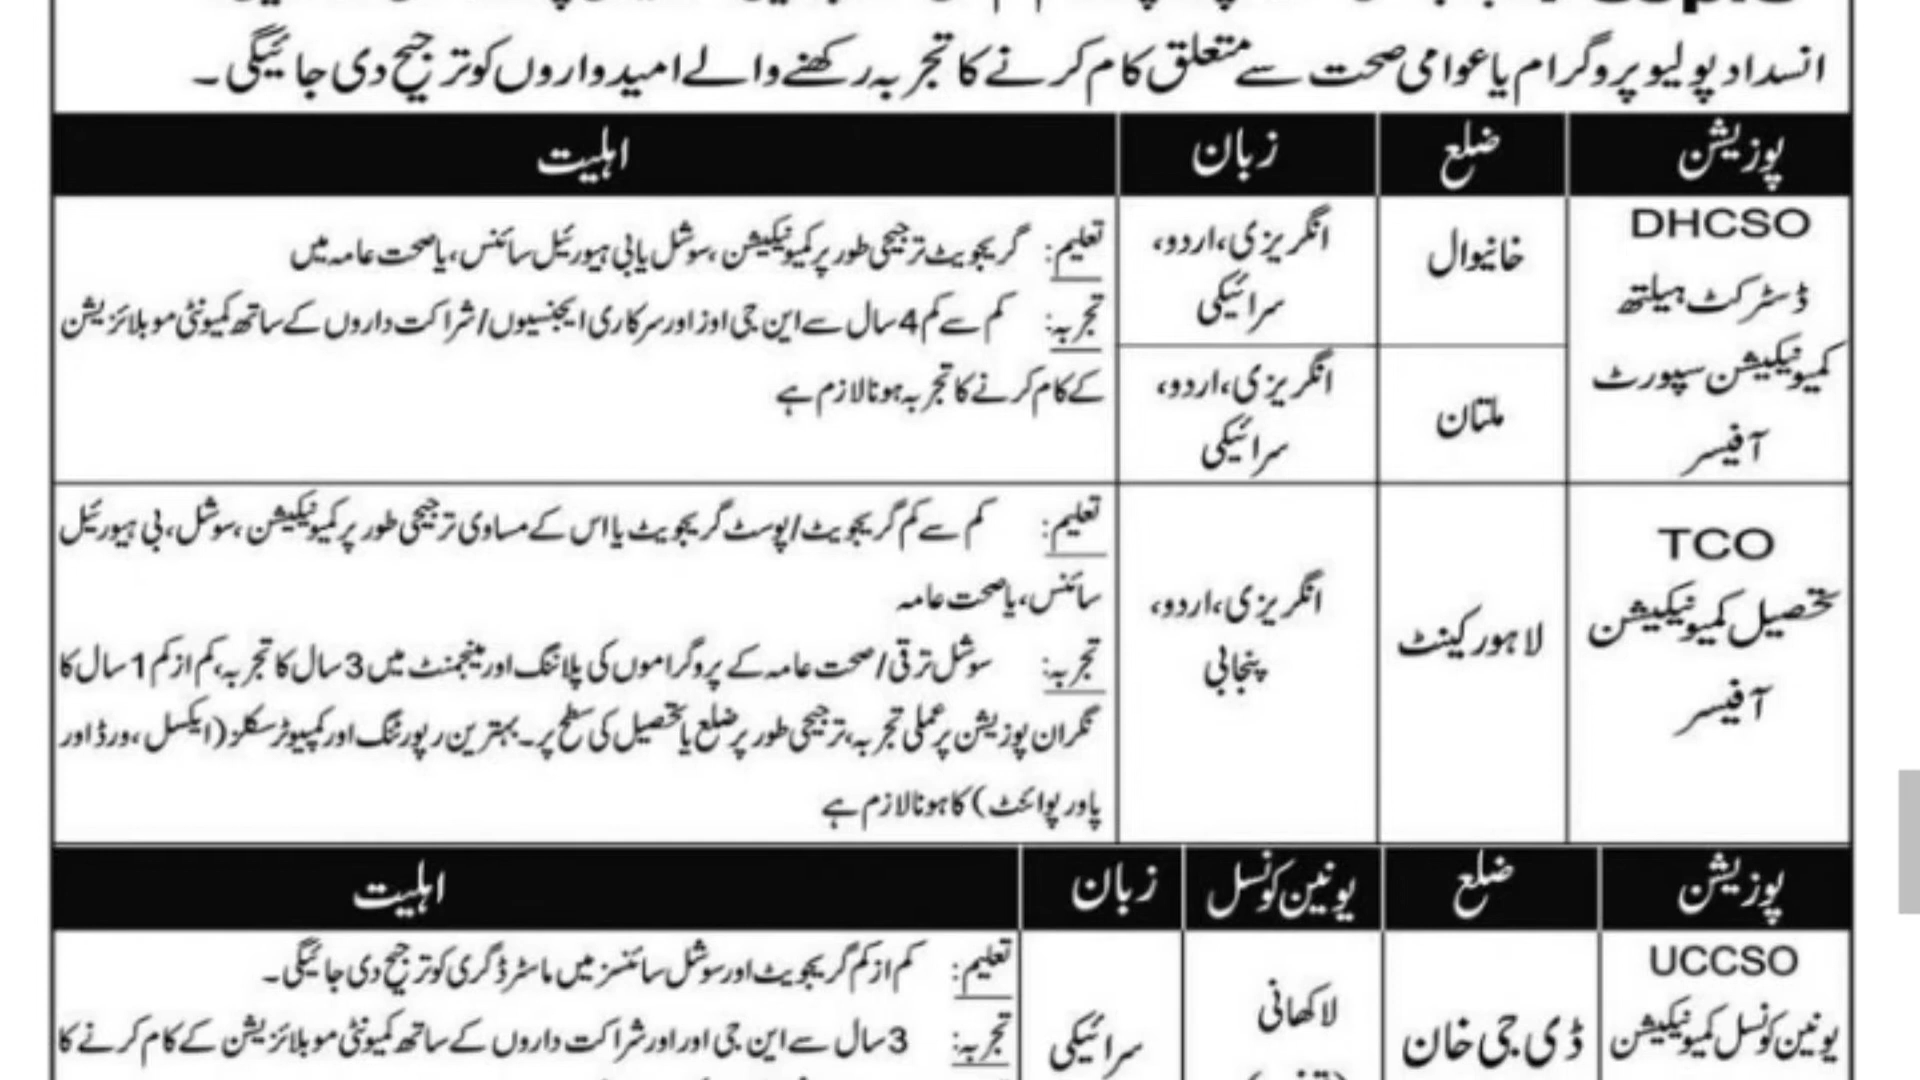 انسداد پولیو پروگرام یا عوامی صحت سے متعلق کام کرنے کا تجربہ رکھنے والے امیدواروں کو ترجیح دی جائیگی۔
پوزیشن ضلع زبان اہلیت
DHCSO
ڈسٹرکٹ ہیلتھ
کمیونیکیشن سپورٹ
آفیسر
خانیوال
انگریزی، اردو،
سرائیکی
ملتان
انگریزی، اردو،
سرائیکی
تعلیم: گریجویٹ ترجیحی طور پر کمیونیکیشن، سوشل یا بی ہیورئیل سائنس، یا صحت عامہ میں
تجربہ: کم سے کم 4 سال سے این جی اوز اور سرکاری ایجنسیوں/شراکت داروں کے ساتھ کمیونٹی موبلائزیشن
کے کام کرنے کا تجربہ ہونا لازم ہے
TCO
تحصیل کمیونیکیشن
آفیسر
لاہور کینٹ
انگریزی، اردو،
پنجابی
تعلیم: کم سے کم گریجویٹ/پوسٹ گریجویٹ یا اس کے مساوی ترجیحی طور پر کمیونیکیشن، سوشل، بی ہیورئیل
سائنس، یا صحت عامہ
تجربہ: سوشل ترقی/صحت عامہ کے پروگراموں کی پلاننگ اور مینجمنٹ میں 3 سال کا تجربہ، کم از کم 1 سال کا
نگران پوزیشن پر عملی تجربہ، ترجیحی طور پر ضلع یا تحصیل کی سطح پر۔ بہترین رپورٹنگ اور کمپیوٹر سکلز (ایکسل، ورڈ اور
پاور پوائنٹ) کا ہونا لازم ہے
پوزیشن ضلع یونین کونسل زبان اہلیت
UCCSO
یونین کونسل کمیونیکیشن
ڈی جی خان
لاکھانی
سرائیکی
تعلیم: کم از کم گریجویٹ اور سوشل سائنسز میں ماسٹر ڈگری کو ترجیح دی جائیگی۔
تجربہ: 3 سال سے این جی اور اور شراکت داروں کے ساتھ کمیونٹی موبلائزیشن کے کام کرنے کا